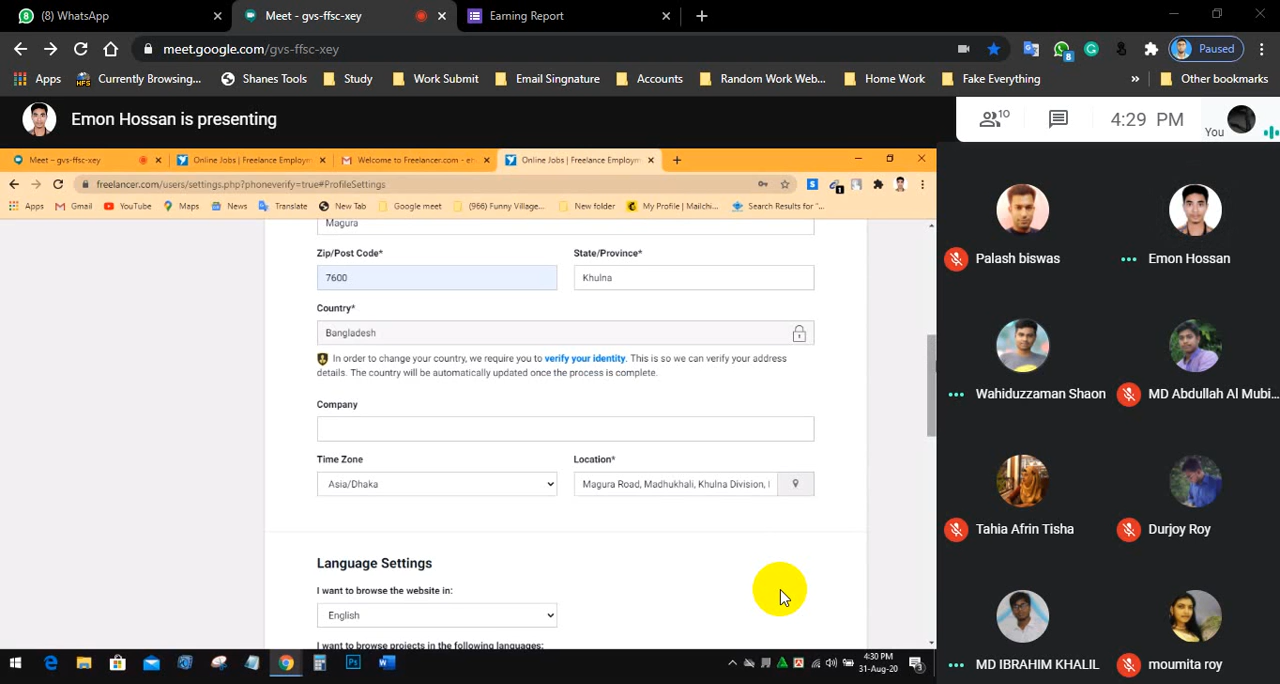 (8) WhatsApp
Meet - gvs-ffsc-xey
Earning Report
meet.google.com/gvs-ffsc-xey
8
Paused
Apps
Currently Browsing...
HFS
Shanes Tools
Study
Work Submit
Email Singnature
Accounts
Random Work Web...
Home Work
Fake Everything
»
Other bookmarks
Emon Hossan is presenting
10
4:29 PM
You
Meet – gvs-ffsc-xey
Online Jobs | Freelance Employm
Welcome to Freelancer.com - e
Online Jobs | Freelance Employm
freelancer.com/users/settings.php?phoneverify=true#ProfileSettings
Apps
Gmail
YouTube
Maps
News
Translate
New Tab
Google meet
(966) Funny Village...
New folder
My Profile | Mailchi...
Search Results for "...
Magura
Zip/Post Code*
State/Province*
7600
Khulna
Country*
Bangladesh
In order to change your country, we require you to verify your identity. This is so we can verify your address
details. The country will be automatically updated once the process is complete.
Company
Time Zone
Location*
Asia/Dhaka
Magura Road, Madhukhali, Khulna Division,
Language Settings
I want to browse the website in:
English
I want to browse projects in the following languages:
Palash biswas
Emon Hossan
Wahiduzzaman Shaon
MD Abdullah Al Mubi...
Tahia Afrin Tisha
Durjoy Roy
MD IBRAHIM KHALIL
moumita roy
4:30 PM
31-Aug-20
3